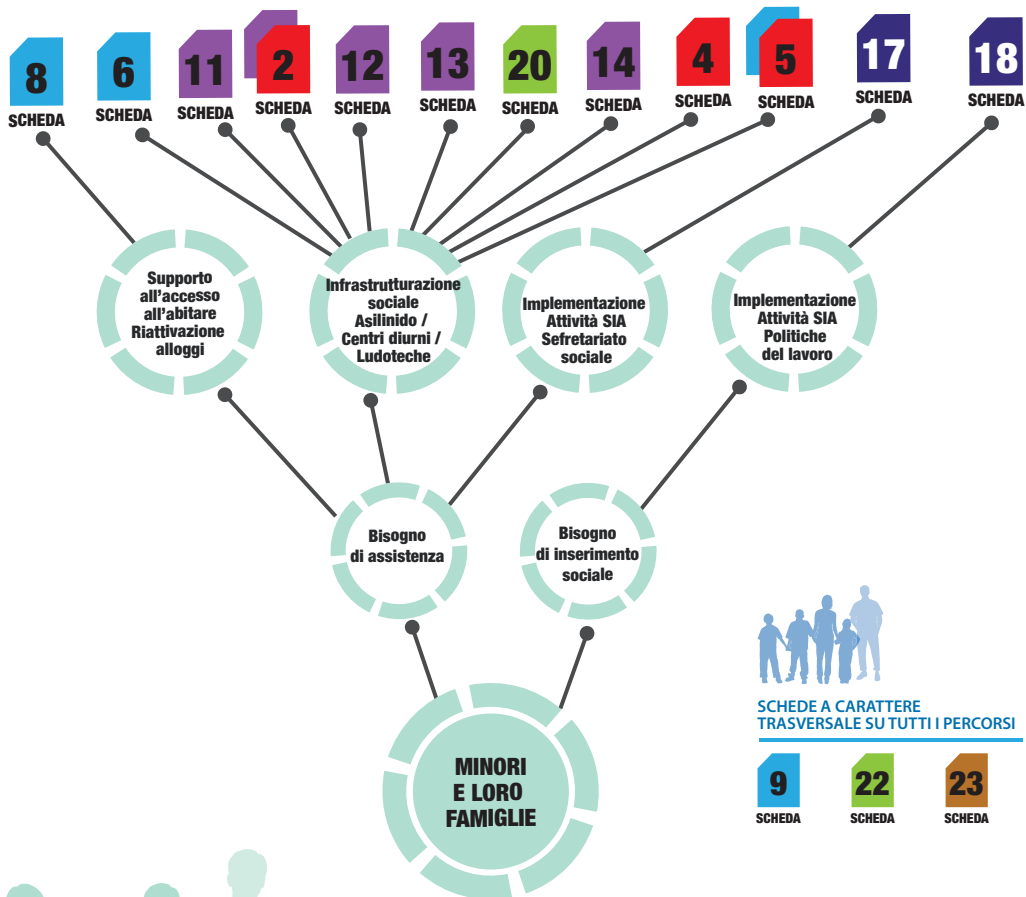 8
SCHEDA
6
SCHEDA
11
SCHEDA
2
SCHEDA
12
SCHEDA
13
SCHEDA
20
SCHEDA
14
SCHEDA
4
SCHEDA
5
SCHEDA
17
SCHEDA
18
SCHEDA
Supporto
all'accesso
all'abitare
Riattivazione
alloggi
Infrastrutturazione
sociale
Asilinido /
Centri diurni /
Ludoteche
Implementazione
Attività SIA
Sefretariato
sociale
Implementazione
Attività SIA
Politiche
del lavoro
Bisogno
di assistenza
Bisogno
di inserimento
sociale
MINORI
E LORO
FAMIGLIE
SCHEDE A CARATTERE
TRASVERSALE SU TUTTI I PERCORSI
9
SCHEDA
22
SCHEDA
23
SCHEDA